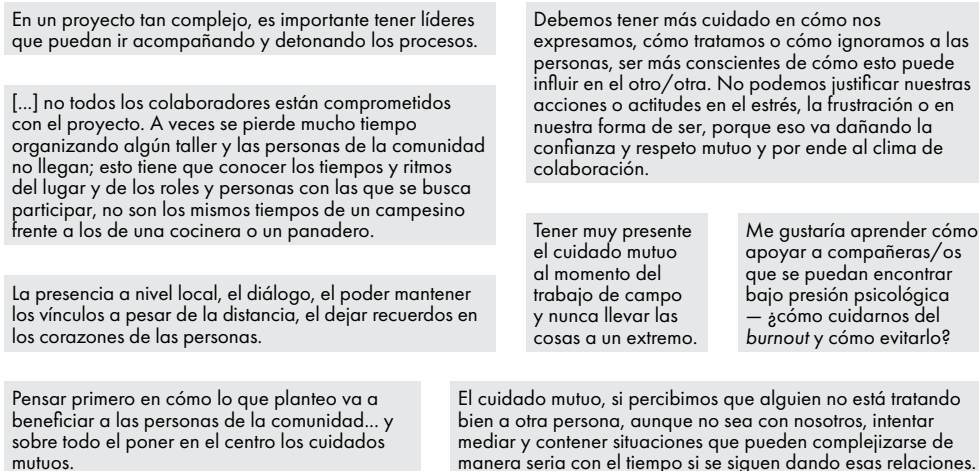 En un proyecto tan complejo, es importante tener líderes
que puedan ir acompañando y detonando los procesos.
[...] no todos los colaboradores están comprometidos
con el proyecto. A veces se pierde mucho tiempo
organizando algún taller y las personas de la comunidad
no llegan; esto tiene que conocer los tiempos y ritmos
del lugar y de los roles y personas con las que se busca
participar, no son los mismos tiempos de un campesino
frente a los de una cocinera o un panadero.
La presencia a nivel local, el diálogo, el poder mantener
los vínculos a pesar de la distancia, el dejar recuerdos en
los corazones de las personas.
Debemos tener más cuidado en cómo nos
expresamos, cómo tratamos o cómo ignoramos a las
personas, ser más conscientes de cómo esto puede
influir en el otro/otra. No podemos justificar nuestras
acciones o actitudes en el estrés, la frustración o en
nuestra forma de ser, porque eso va dañando la
confianza y respeto mutuo y por ende al clima de
colaboración.
Tener muy presente
el cuidado mutuo
al momento del
trabajo de campo
y nunca llevar las
cosas a un extremo.
Me gustaría aprender cómo
apoyar a compañeras/os
que se puedan encontrar
bajo presión psicológica
— ¿cómo cuidarnos del
burnout y cómo evitarlo?
Pensar primero en cómo lo que planteo va a
beneficiar a las personas de la comunidad... y
sobre todo el poner en el centro los cuidados
mutuos.
El cuidado mutuo, si percibimos que alguien no está tratando
bien a otra persona, aunque no sea con nosotros, intentar
mediar y contener situaciones que pueden complejizarse de
manera seria con el tiempo si se siguen dando esas relaciones.